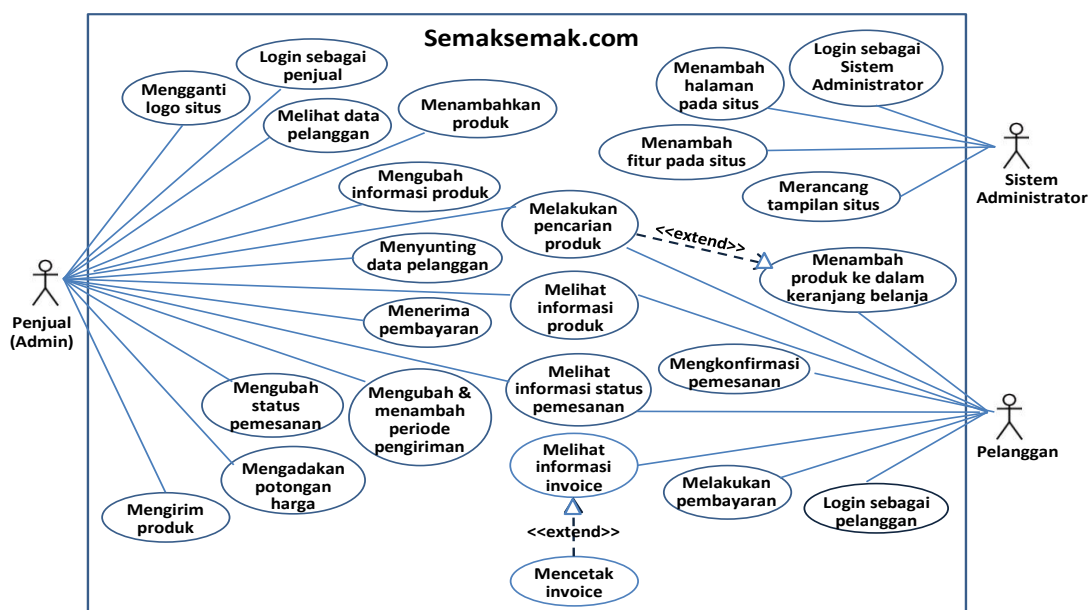 Semaksemak.com
Login sebagai
penjual
Mengganti
logo situs
Melihat data
pelanggan
Menambahkan
produk
Menambah
halaman
pada situs
Login sebagai
Sistem
Administrator
Menambah
fitur pada situs
Merancang
tampilan situs
Sistem
Administrator
Mengubah
informasi produk
Melakukan
pencarian
produk
<<extend>>
Menambah
produk ke dalam
keranjang belanja
Menyunting
data pelanggan
Melihat
informasi
produk
Menerima
pembayaran
Penjual
(Admin)
Mengubah
status
pemesanan
Mengubah &
menambah
periode
pengiriman
Melihat
informasi status
pemesanan
Mengkonfirmasi
pemesanan
Pelanggan
Mengadakan
potongan
harga
Melihat
informasi
invoice
Melakukan
pembayaran
Login sebagai
pelanggan
Mengirim
produk
<<extend>>
Mencetak
invoice